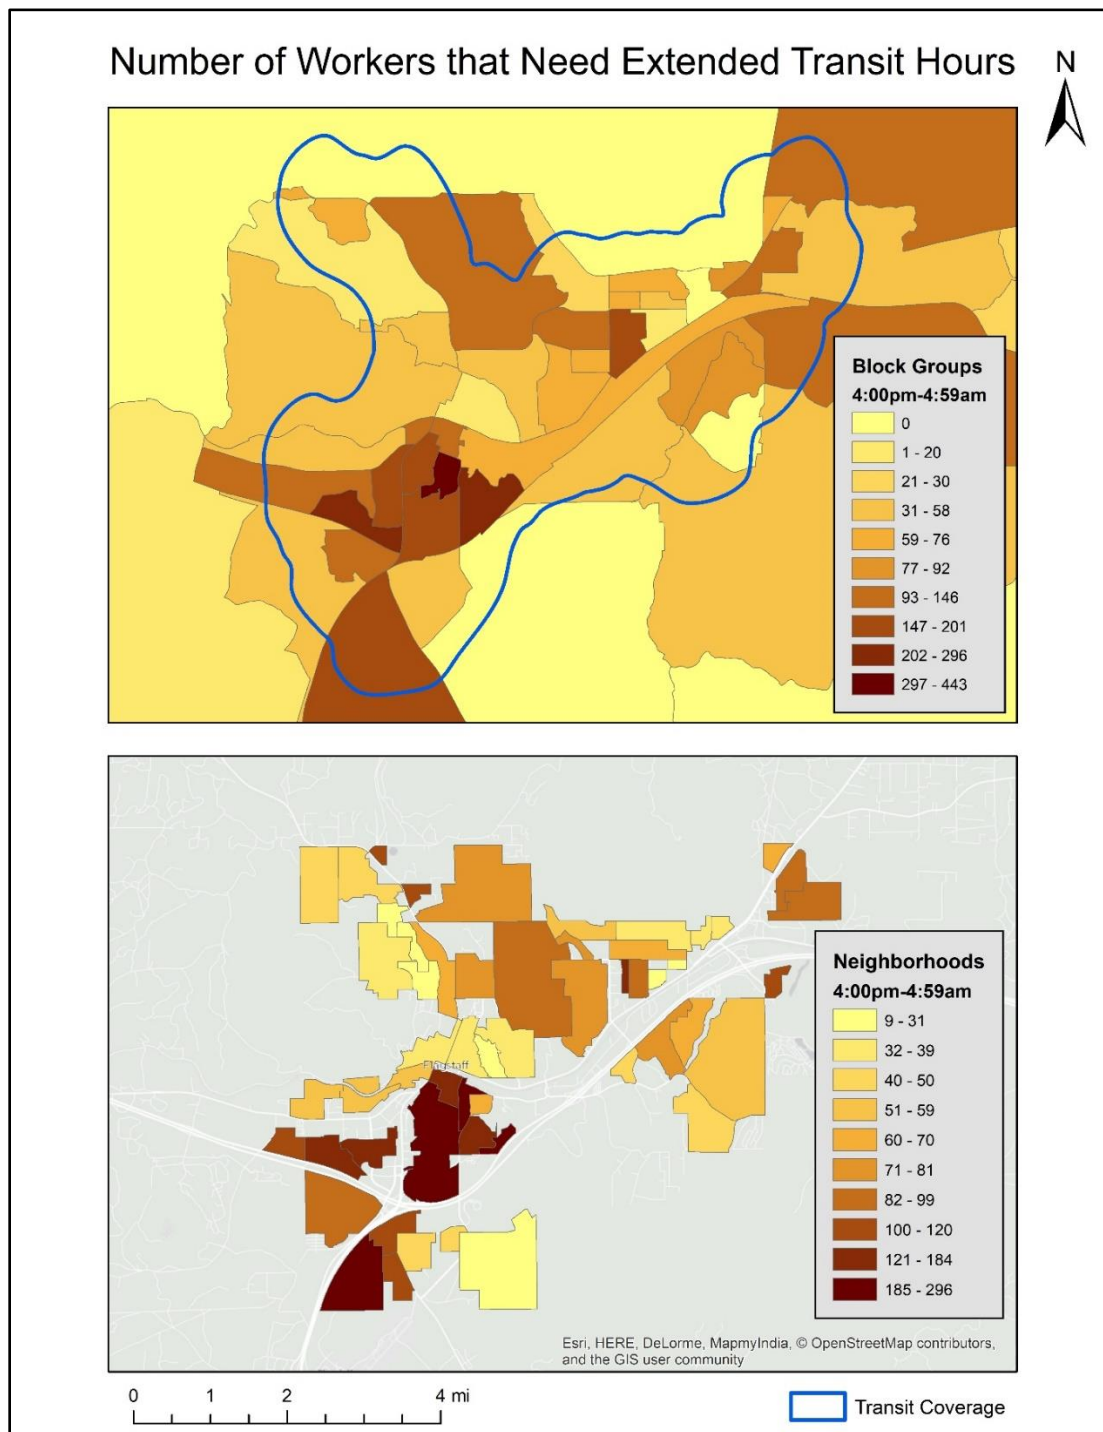 Number of Workers that Need Extended Transit Hours
N
Block Groups
4:00pm-4:59am
0
1 - 20
21 - 30
31 - 58
59 - 76
77 - 92
93 - 146
147 - 201
202 - 296
297 - 443
Flagstaff
Neighborhoods
4:00pm-4:59am
9 - 31
32 - 39
40 - 50
51 - 59
60 - 70
71 - 81
82 - 99
100 - 120
121 - 184
185 - 296
Esri, HERE, DeLorme, MapmyIndia, © OpenStreetMap contributors,
and the GIS user community
0 1 2 4 mi
Transit Coverage